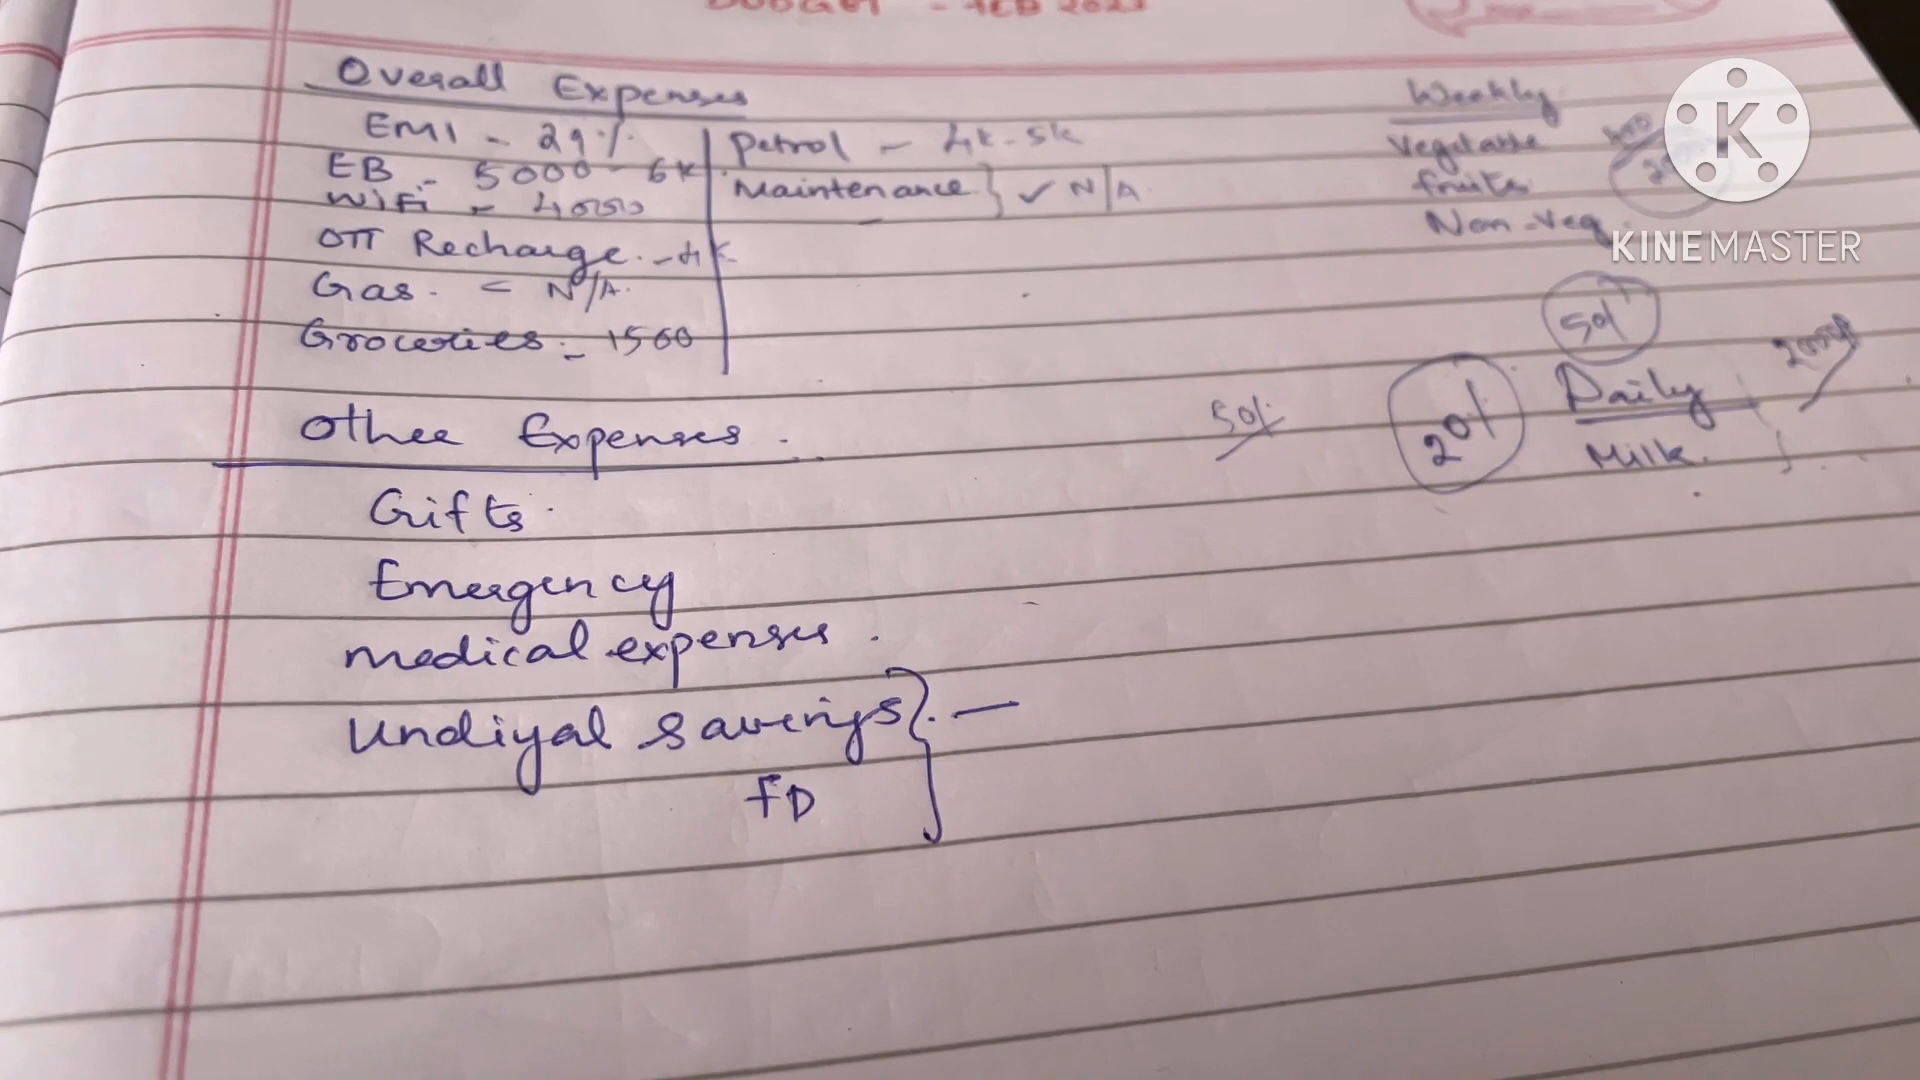 BUDGET - FEB
Overall Expenses
EMI - 29%
EB - 5000 - 6K
WiFi - 4000
OTT Recharge - 4K
Gas - N/A
Groceries - 1500
Petrol - 4K-5K
Maintenance } ✓ N/A
Weekly
Vegetable
fruits
Non-veg
50%
50%
20%
Daily
Milk
Other Expenses
Gifts
Emergency
medical expenses
Undiyal savings } -
FD
KINEMASTER